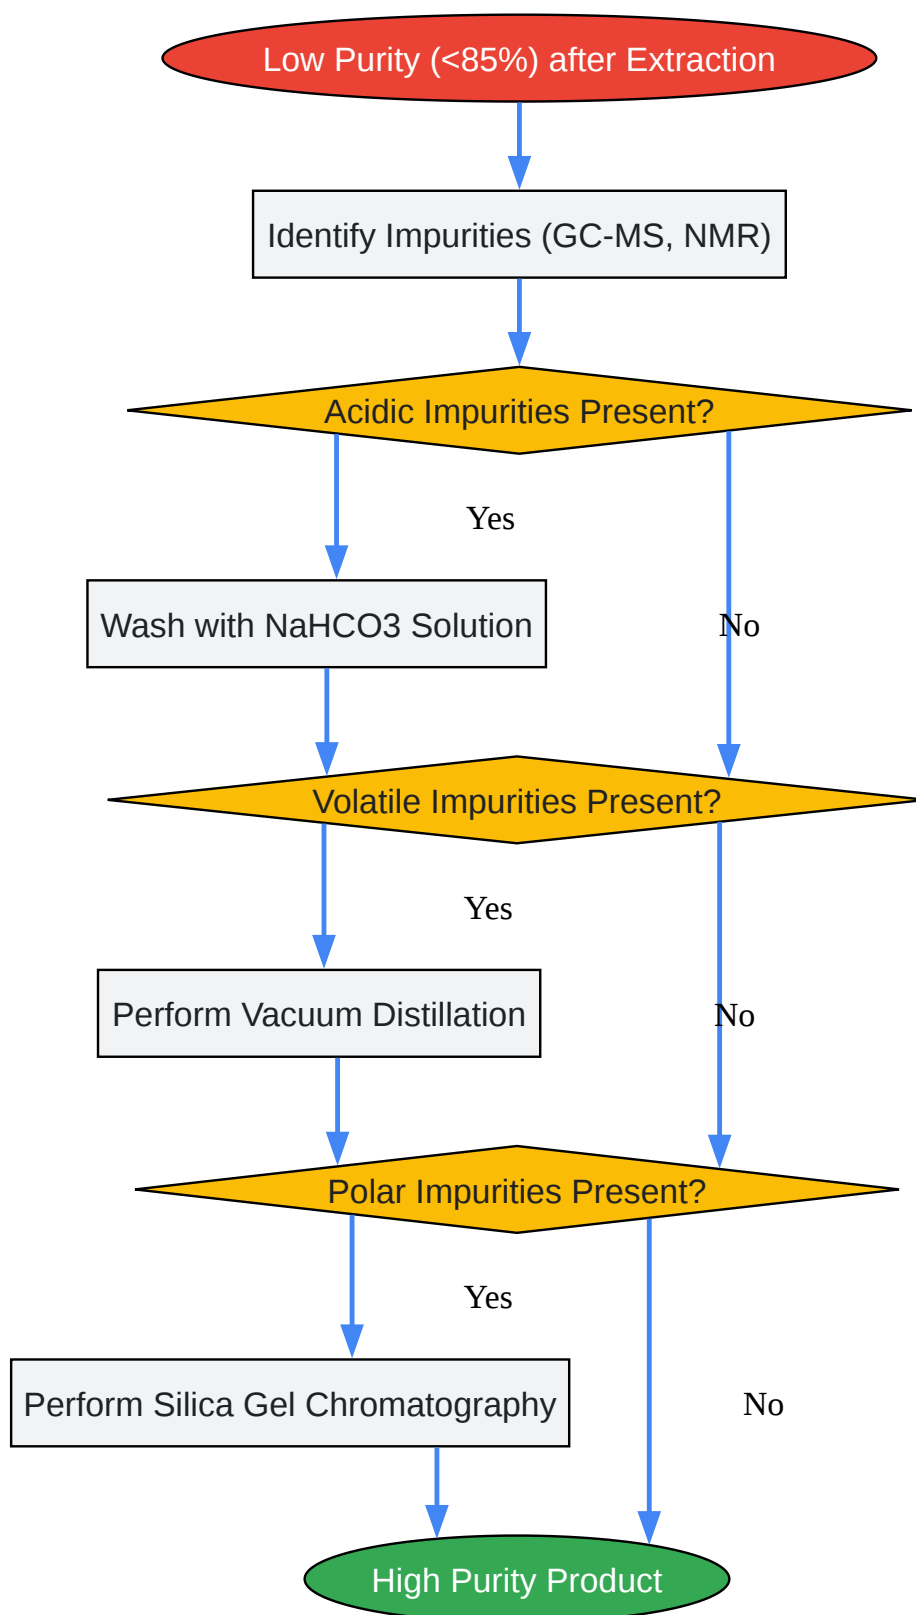 Low Purity (<85%) after Extraction
Identify Impurities (GC-MS, NMR)
Acidic Impurities Present?
Yes
Wash with NaHCO3 Solution
No
Volatile Impurities Present?
Yes
Perform Vacuum Distillation
No
Polar Impurities Present?
Yes
Perform Silica Gel Chromatography
No
High Purity Product